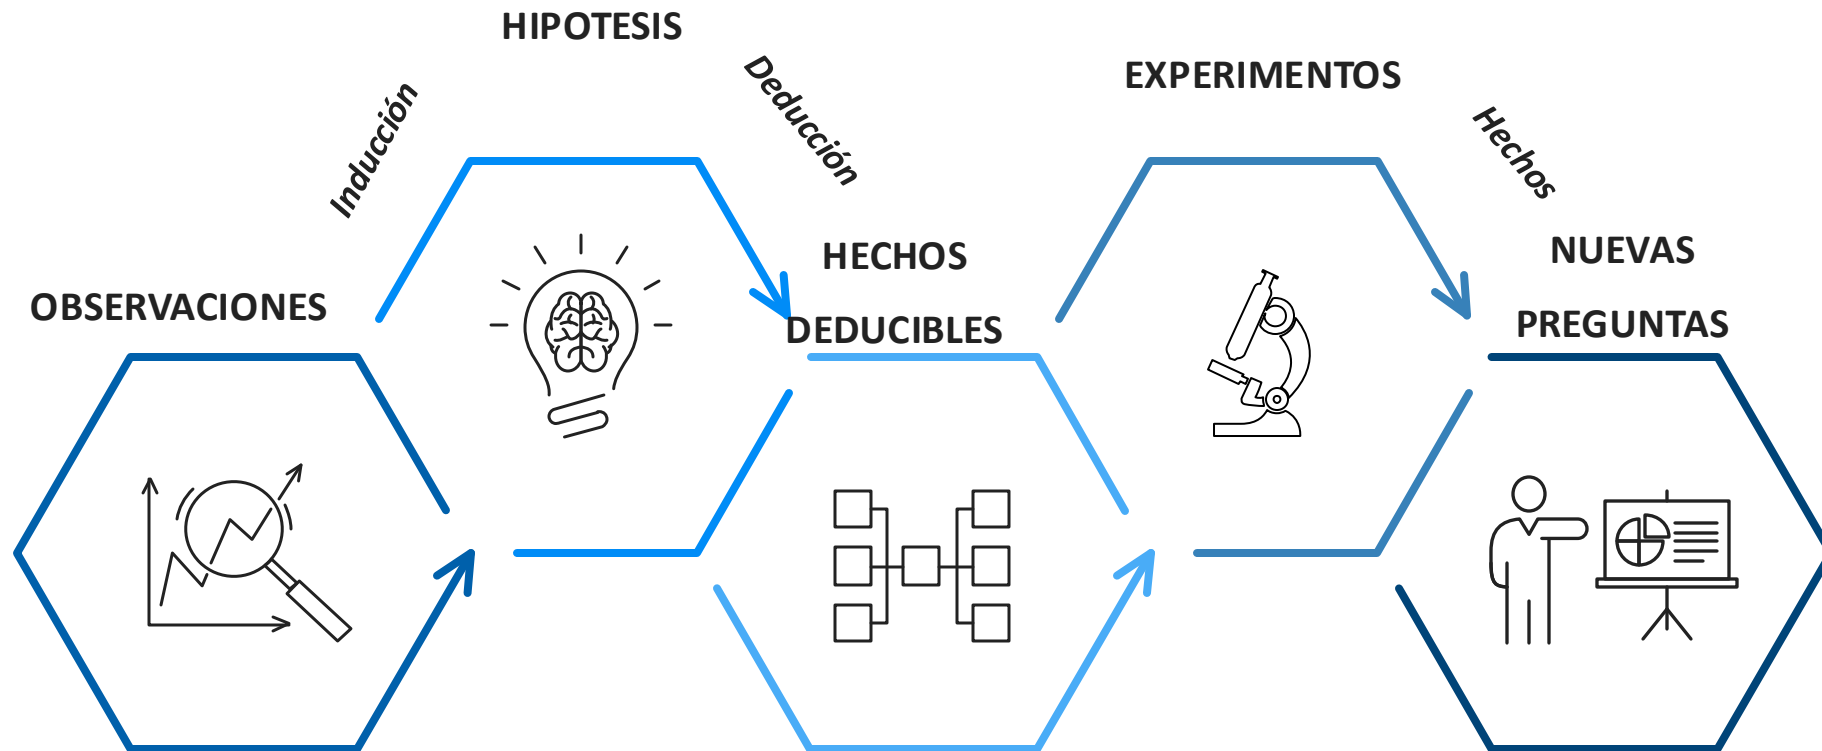 HIPOTESIS
Inducción
Deducción
EXPERIMENTOS
Hechos
OBSERVACIONES
HECHOS
DEDUCIBLES
NUEVAS
PREGUNTAS